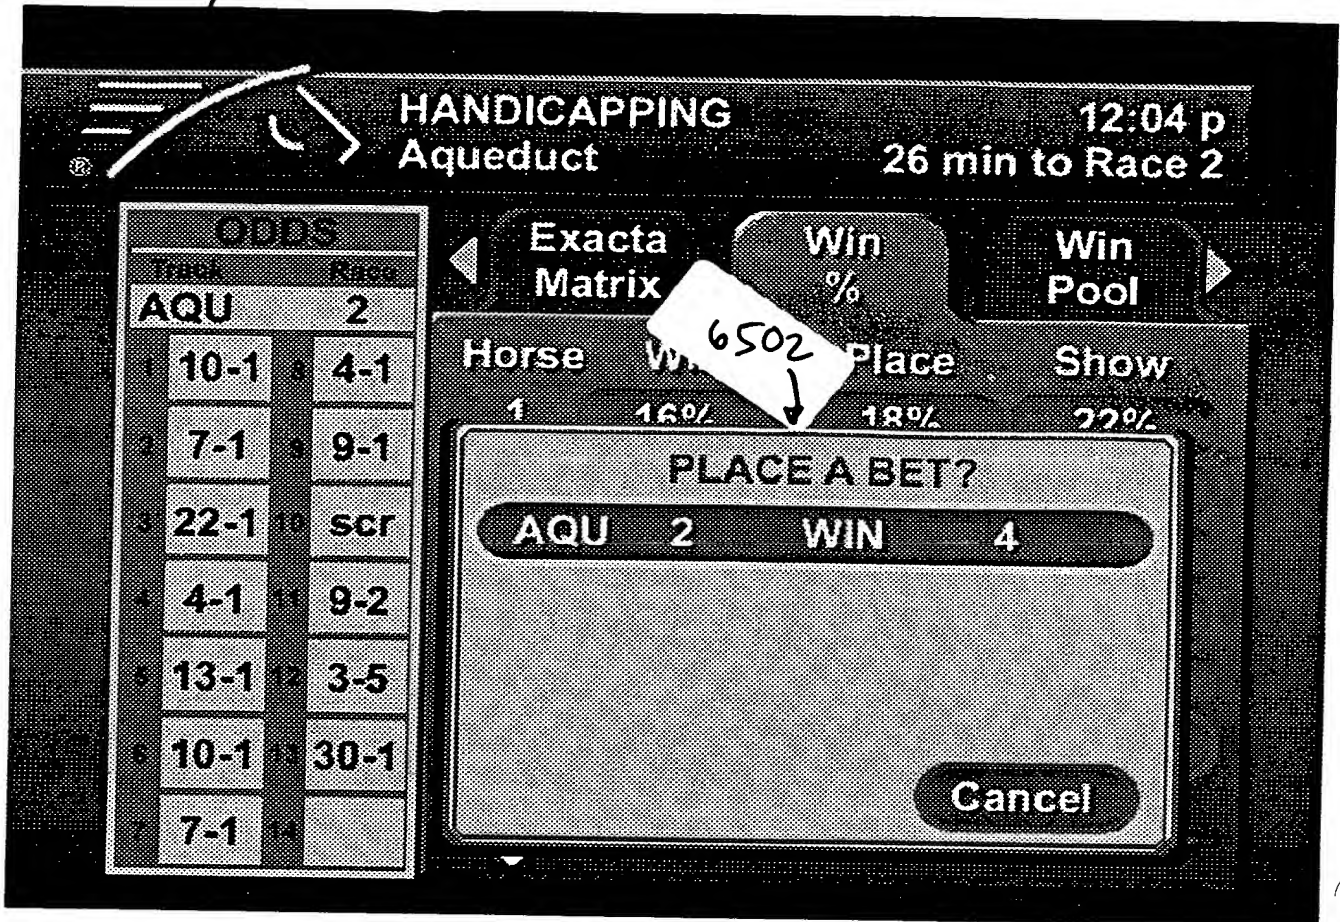 HANDICAPPING
Aqueduct
12:04 p
26 min to Race 2
®
ODDS
Track Race
AQU 2
1 10-1 8 4-1
2 7-1 9 9-1
3 22-1 10 scr
4 4-1 11 9-2
5 13-1 12 3-5
6 10-1 13 30-1
7 7-1 14
Exacta Matrix
Win %
Win Pool
6502
Horse Place Show
1 16% 18% 22%
PLACE A BET?
AQU 2 WIN 4
Cancel